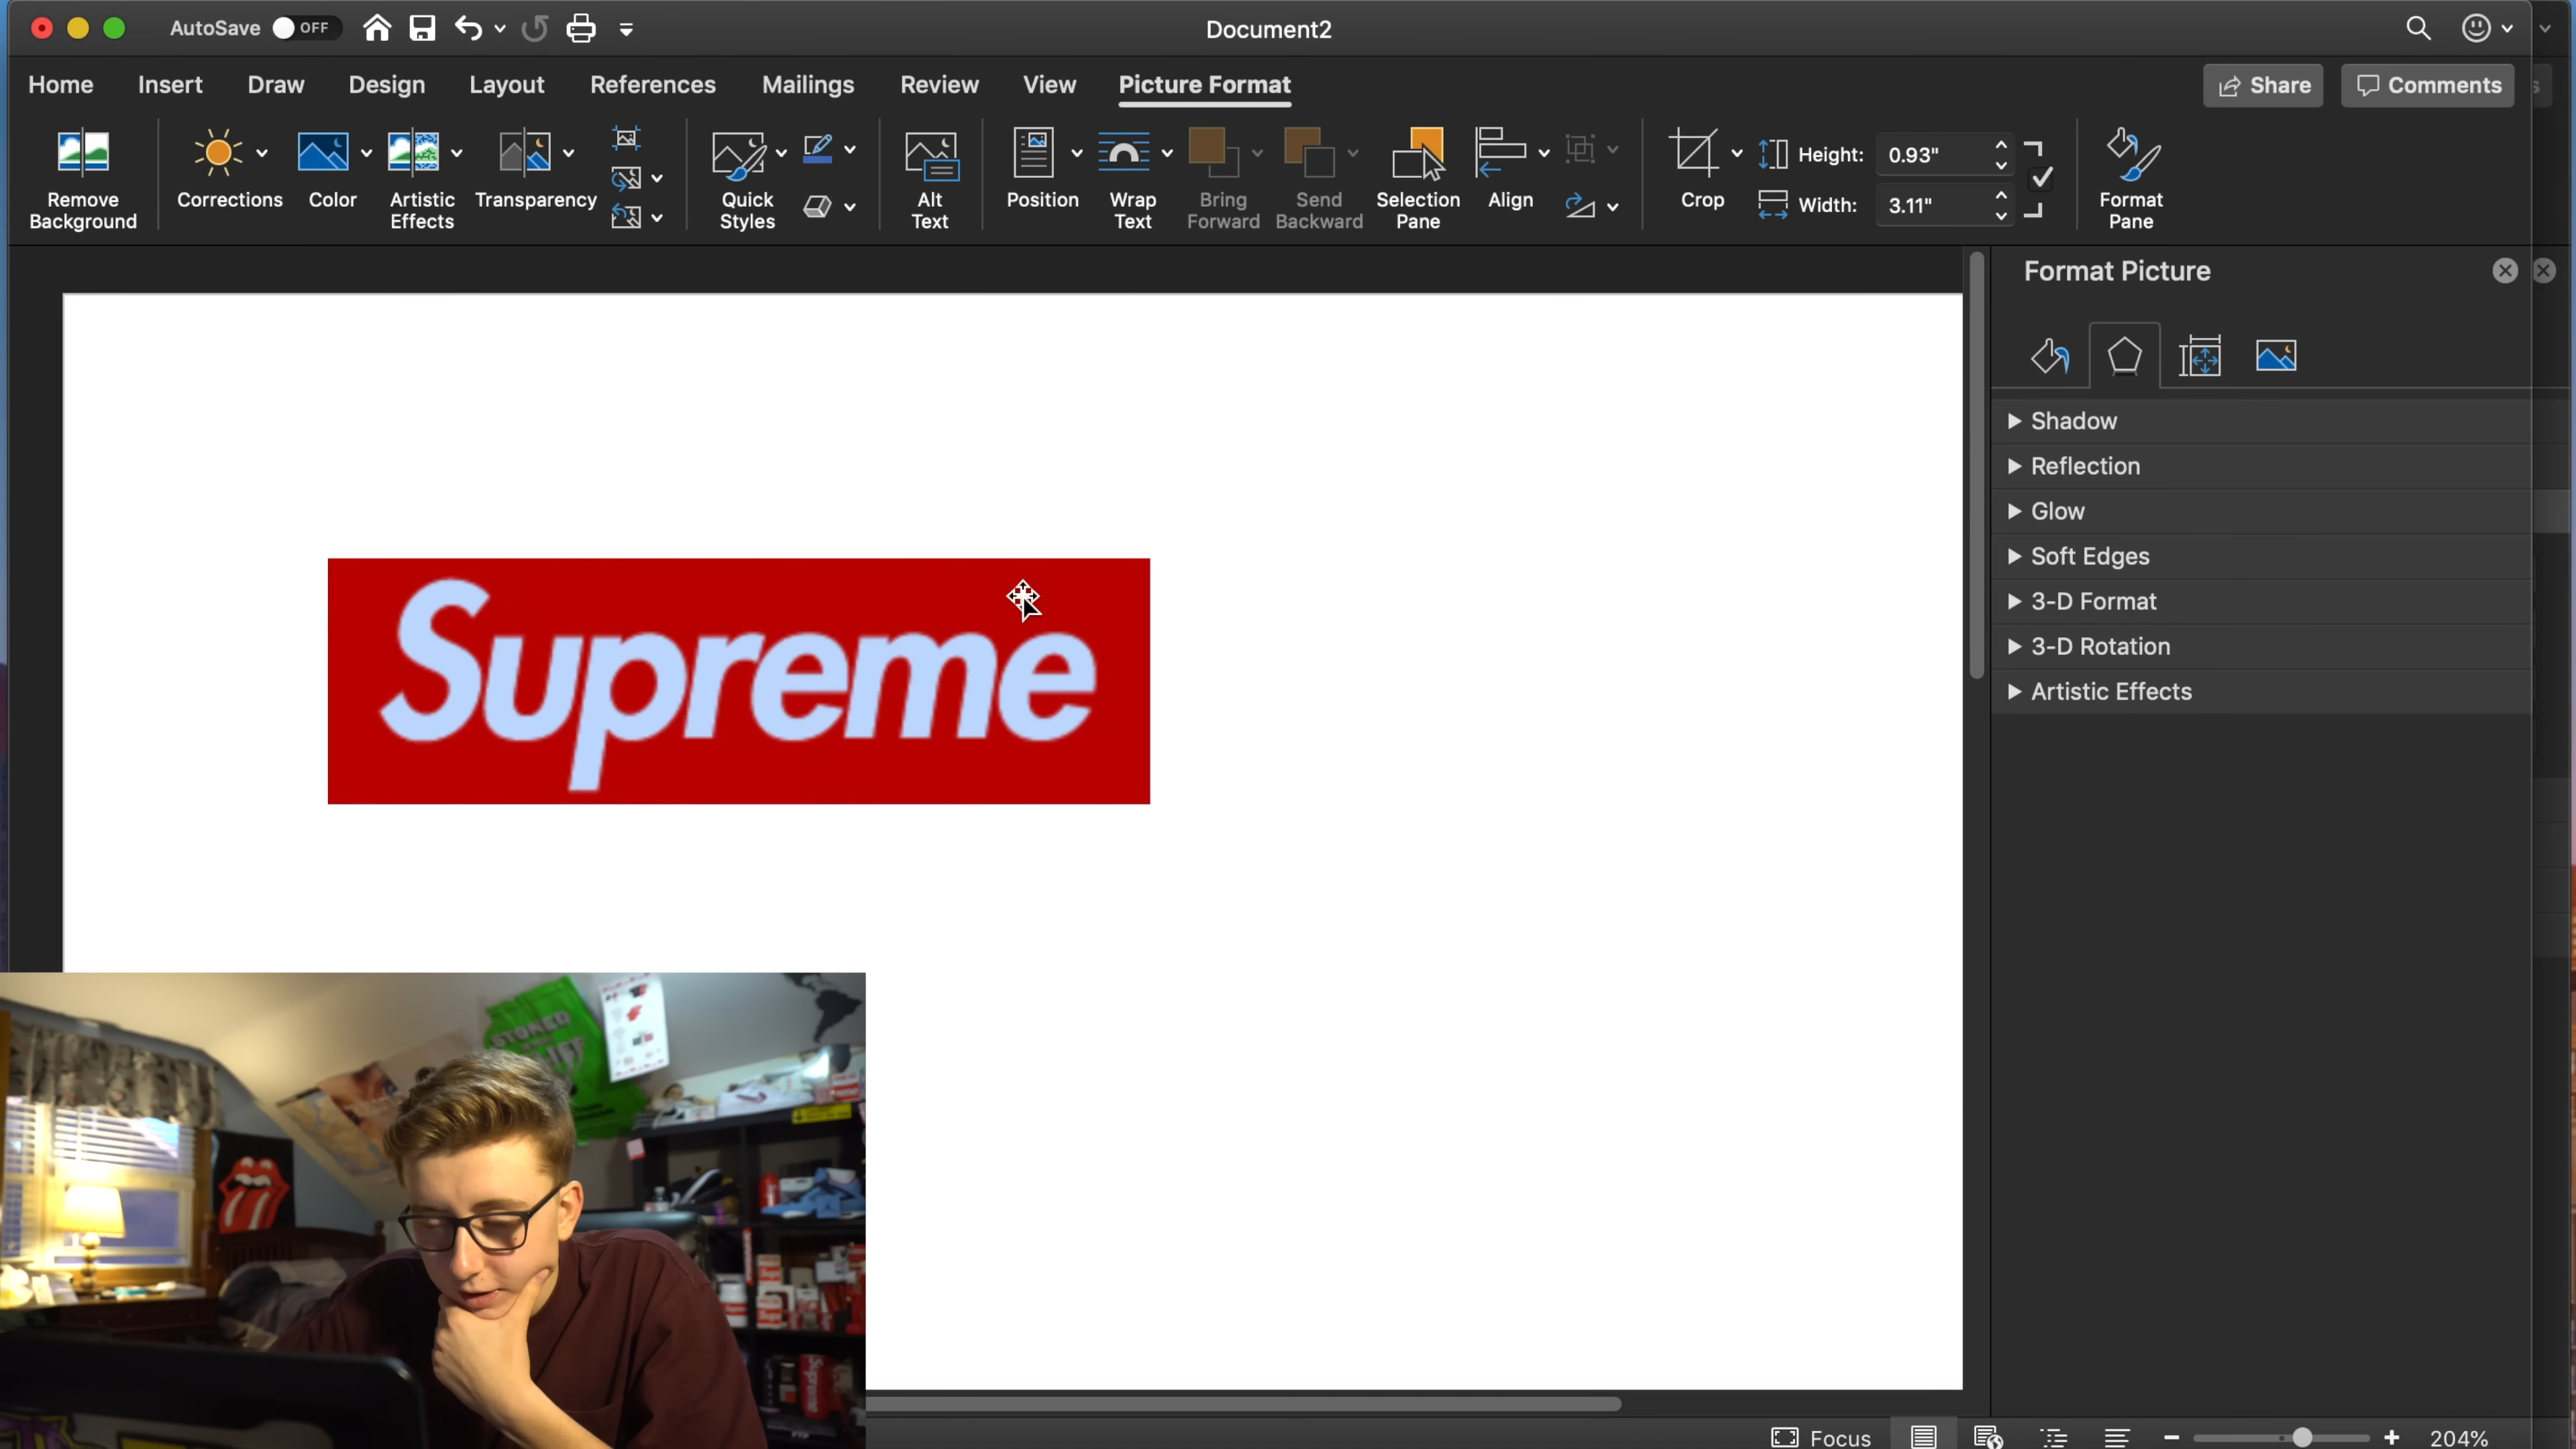 AutoSave OFF
Document2
Home Insert Draw Design Layout References Mailings Review View Picture Format
Share Comments
Remove Background
Corrections
Color
Artistic Effects
Transparency
Quick Styles
Alt Text
Position
Wrap Text
Bring Forward
Send Backward
Selection Pane
Align
Crop
Height: 0.93"
Width: 3.11"
Format Pane
Format Picture
Shadow
Reflection
Glow
Soft Edges
3-D Format
3-D Rotation
Artistic Effects
Supreme
STONED
Supreme
Focus
204%